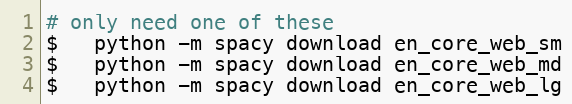 1 # only need one of these
2 $   python -m spacy download en_core_web_sm
3 $   python -m spacy download en_core_web_md
4 $   python -m spacy download en_core_web_lg